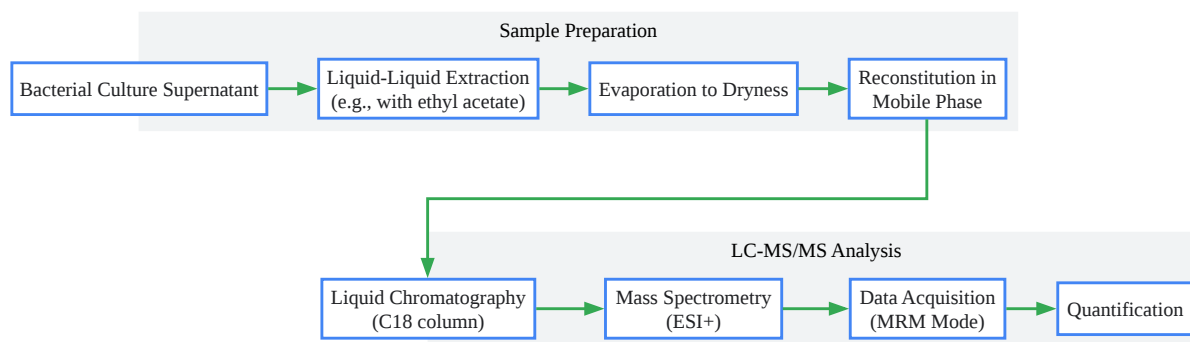 Sample Preparation
Bacterial Culture Supernatant
Liquid-Liquid Extraction
(e.g., with ethyl acetate)
Evaporation to Dryness
Reconstitution in
Mobile Phase
LC-MS/MS Analysis
Liquid Chromatography
(C18 column)
Mass Spectrometry
(ESI+)
Data Acquisition
(MRM Mode)
Quantification